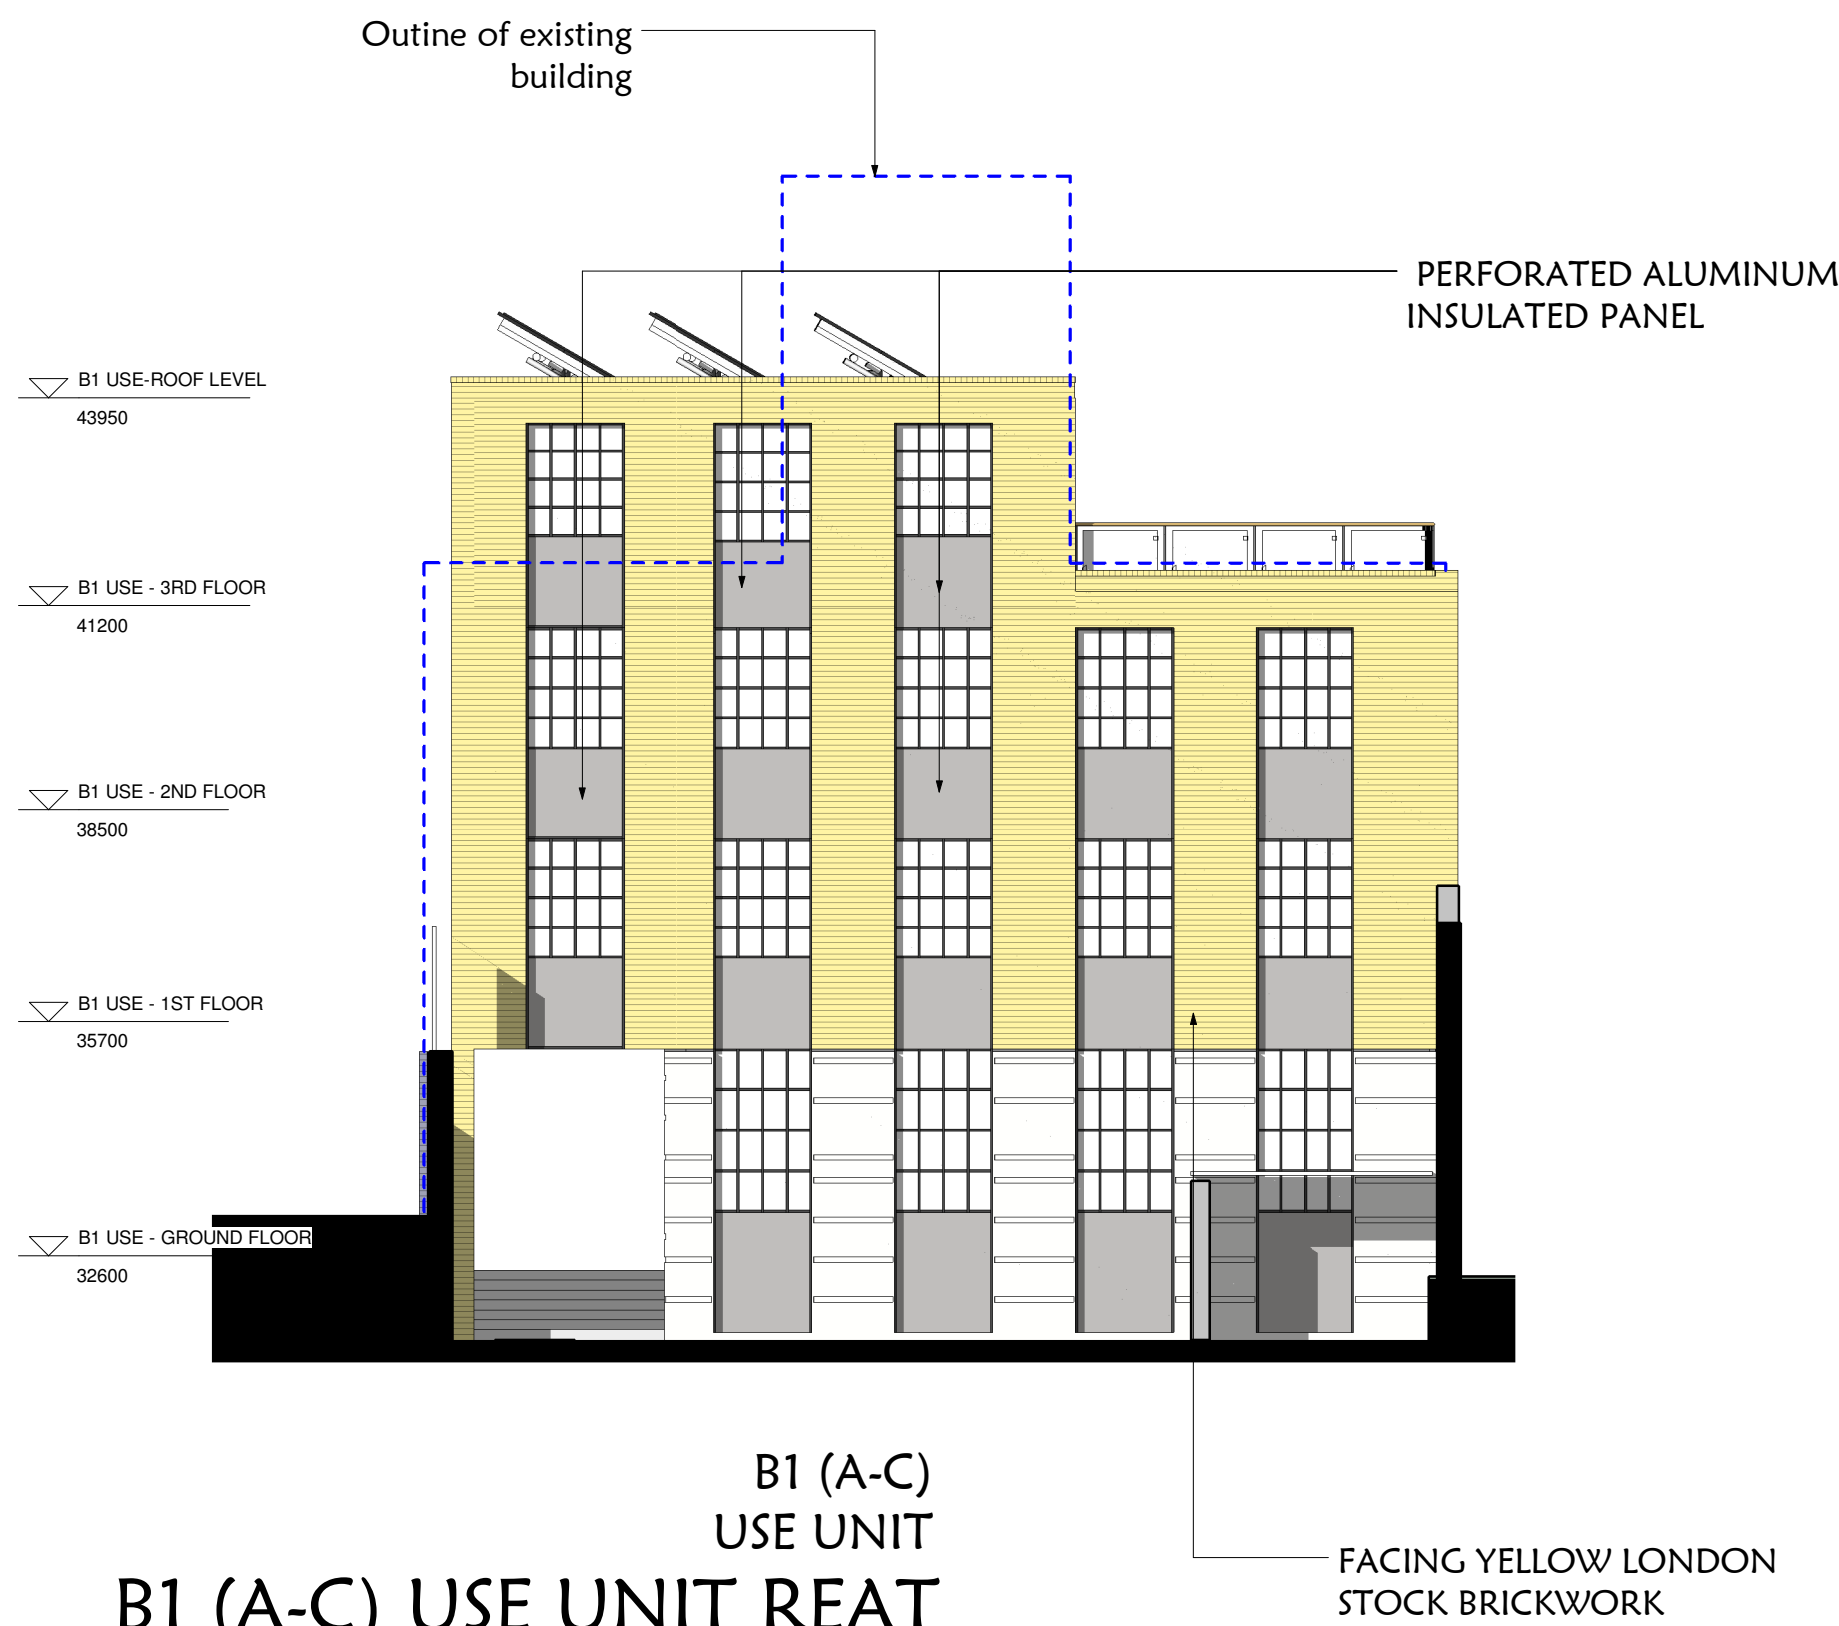 Outine of existing
building
PERFORATED ALUMINUM
INSULATED PANEL
B1 USE-ROOF LEVEL
43950
B1 USE - 3RD FLOOR
41200
B1 USE - 2ND FLOOR
38500
B1 USE - 1ST FLOOR
35700
B1 USE - GROUND FLOOR
32600
B1 (A-C)
USE UNIT
B1 (A-C) USE UNIT REAT
FACING YELLOW LONDON
STOCK BRICKWORK